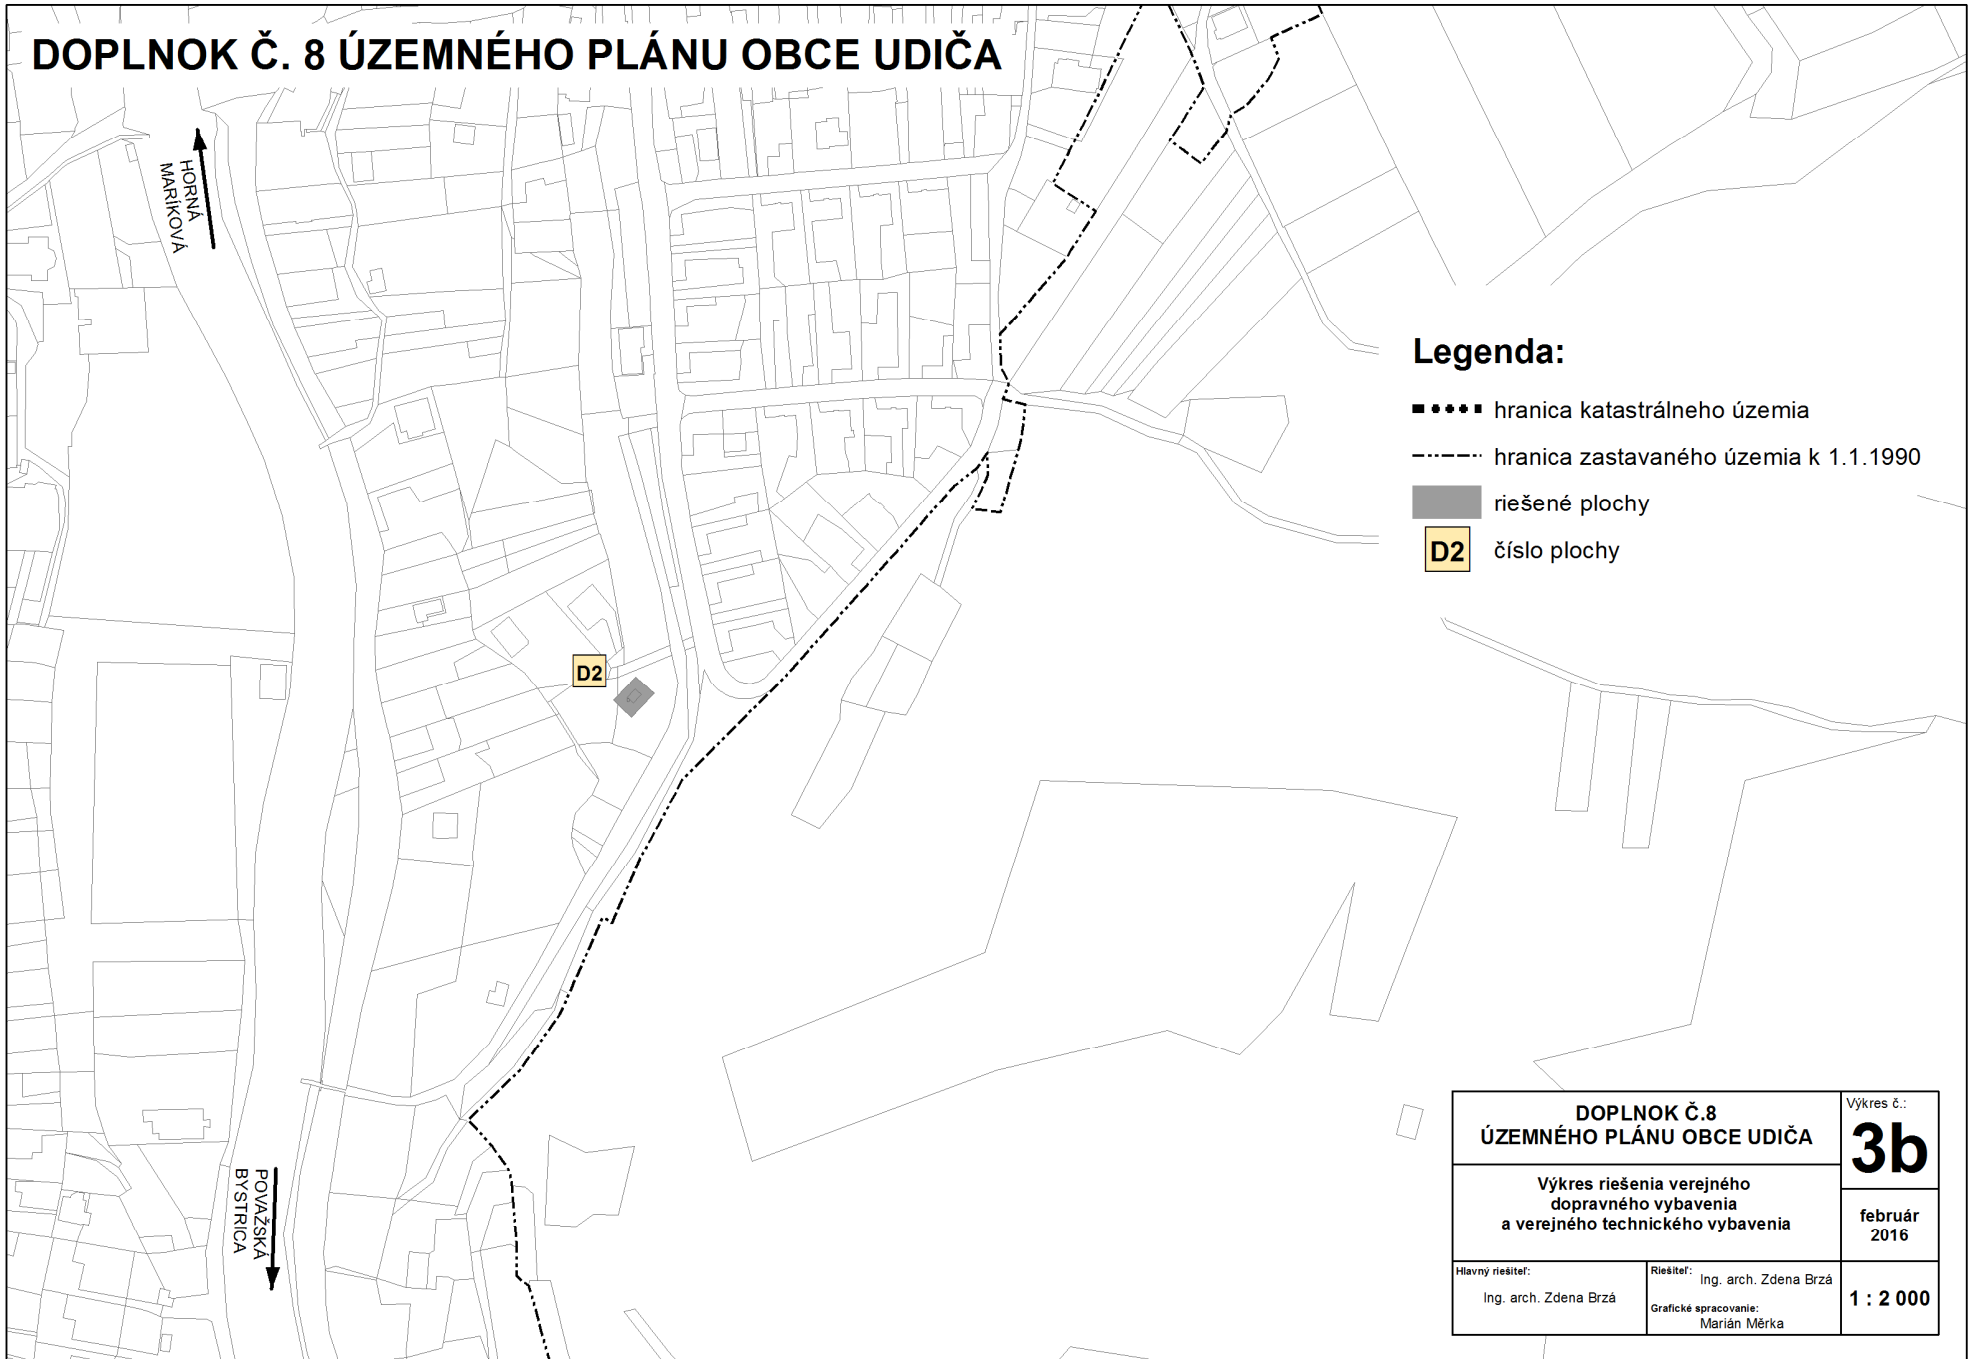 DOPLNOK Č. 8 ÚZEMNÉHO PLÁNU OBCE UDIČA
HORNÁ
MARÍKOVÁ
Legenda:
hranica katastrálneho územia
hranica zastavaného územia k 1.1.1990
riešené plochy
D2 číslo plochy
D2
POVAŽSKÁ
BYSTRICA
DOPLNOK Č.8
ÚZEMNÉHO PLÁNU OBCE UDIČA
Výkres č.:
3b
Výkres riešenia verejného
dopravného vybavenia
a verejného technického vybavenia
február
2016
Hlavný riešiteľ:
Ing. arch. Zdena Brzá
Riešiteľ:
Ing. arch. Zdena Brzá
Grafické spracovanie:
Marián Měrka
1 : 2 000